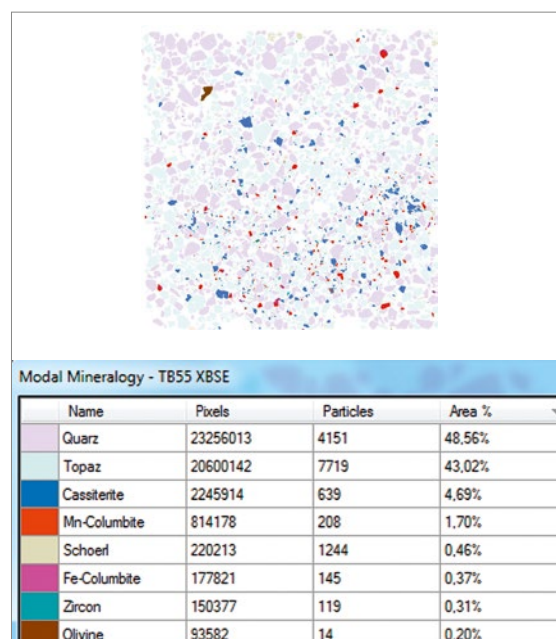 Modal Mineralogy - TB55 XBSE
Name Pixels Particles Area %
Quarz 23256013 4151 48,56%
Topaz 20600142 7719 43,02%
Cassiterite 2245914 639 4,69%
Mn-Columbite 814178 208 1,70%
Schoerl 220213 1244 0,46%
Fe-Columbite 177821 145 0,37%
Zircon 150377 119 0,31%
Olivine 93582 14 0,20%